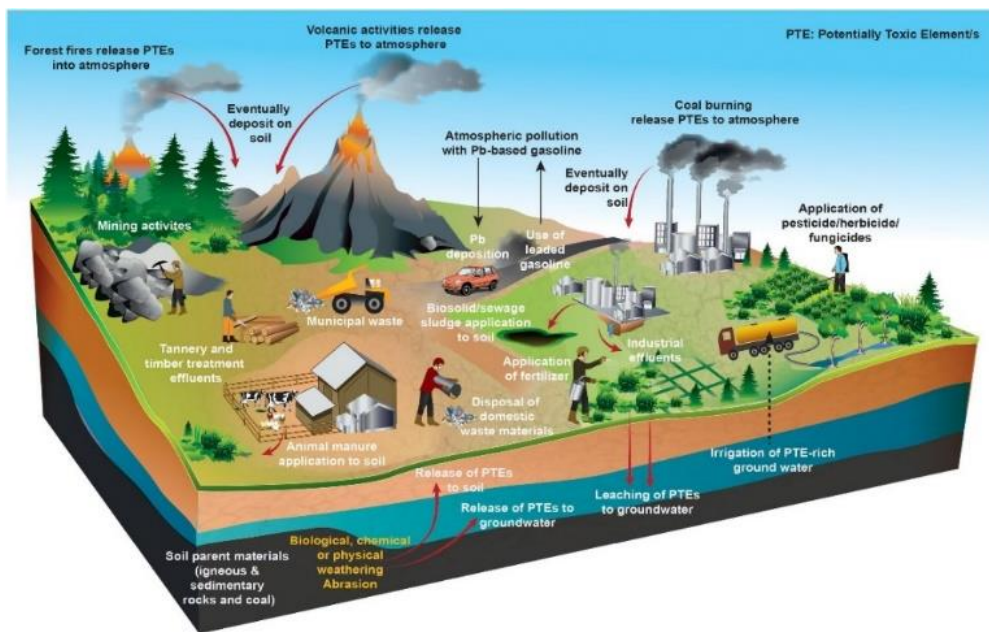 Volcanic activities release
PTEs to atmosphere
PTE: Potentially Toxic Element/s
Forest fires release PTEs
into atmosphere
Eventually
deposit on
soil
Coal burning
release PTEs to atmosphere
Atmospheric pollution
with Pb-based gasoline
Eventually
deposit on
soil
Application of
pesticide/herbicide/
fungicides
Mining activites
Pb
deposition
Use of
leaded
gasoline
Municipal waste
Biosolid/sewage
sludge application
to soil
Tannery and
timber treatment
effluents
Application
of fertilizer
Industrial
effluents
Disposal of
domestic
waste materials
Animal manure
application to soil
Irrigation of PTE-rich
ground water
Release of PTEs
to soil
Release of PTEs to
groundwater
Leaching of PTEs
to groundwater
Soil parent materials
(igneous &
sedimentary
rocks and coal)
Biological, chemical
or physical
weathering
Abrasion